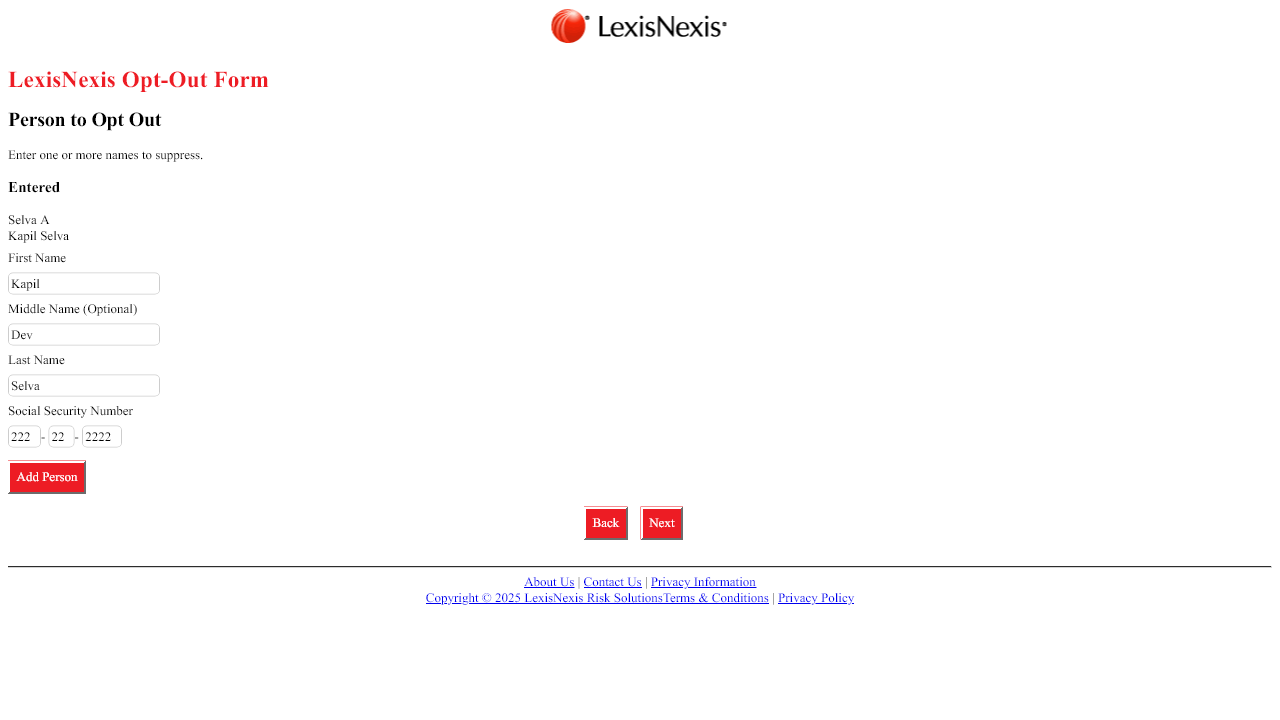 LexisNexis
LexisNexis Opt-Out Form
Person to Opt Out
Enter one or more names to suppress.
Entered
Selva A
Kapil Selva
First Name
Kapil
Middle Name (Optional)
Dev
Last Name
Selva
Social Security Number
222 - 22 - 2222
Add Person
Back Next
About Us | Contact Us | Privacy Information
Copyright © 2025 LexisNexis Risk SolutionsTerms & Conditions | Privacy Policy